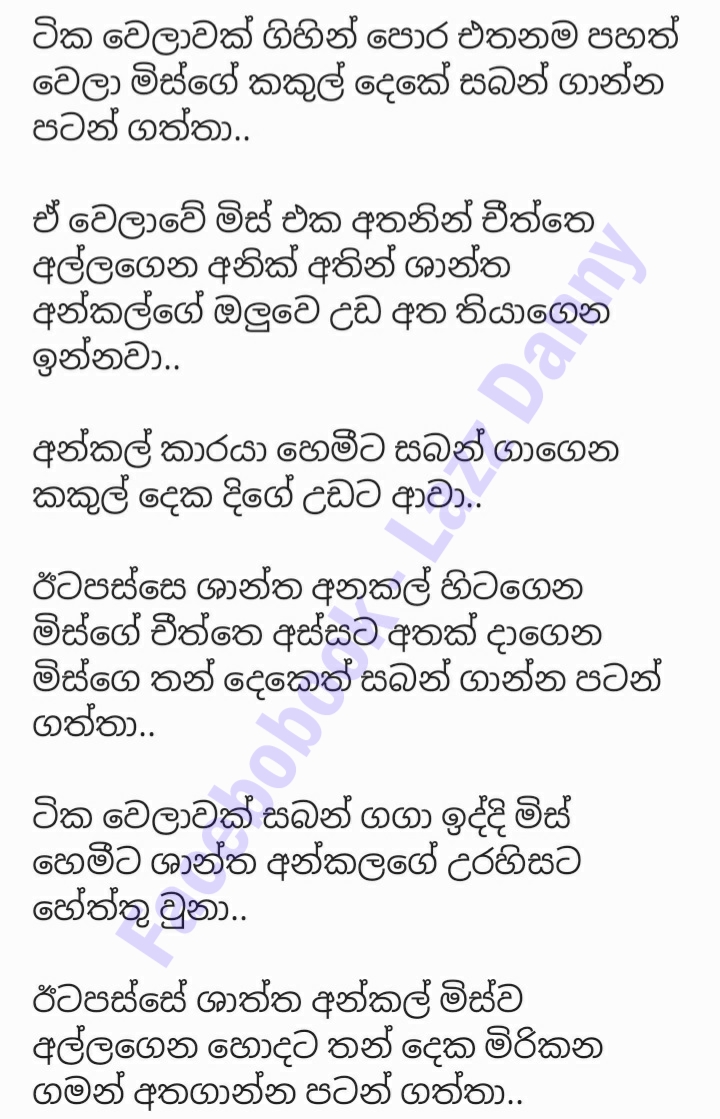 ටික වෙලාවක් ගිහින් පොර එතනම පහත්
වෙලා මිස්ගේ කකුල් දෙකේ සබන් ගාන්න
පටන් ගත්තා..
ඒ වෙලාවේ මිස් එක අතනින් චීත්තෙ
අල්ලගෙන අනික් අතින් ශාන්ත
අන්කල්ගේ ඔලුවෙ උඩ අත තියාගෙන
ඉන්නවා..
අන්කල් කාරයා හෙමීට සබන් ගාගෙන
කකුල් දෙක දිගේ උඩට ආවා..
ඊටපස්සෙ ශාන්ත අනකල් හිටගෙන
මිස්ගේ චීත්තෙ අස්සට අතක් දාගෙන
මිස්ගෙ තන් දෙකෙත් සබන් ගාන්න පටන්
ගත්තා..
ටික වෙලාවක් සබන් ගගා ඉද්දි මිස්
හෙමීට ශාන්ත අන්කලගේ උරහිසට
හේත්තු වුනා..
ඊටපස්සේ ශාත්ත අන්කල් මිස්ව
අල්ලගෙන හොදට තන් දෙක මිරිකන
ගමන් අතගාන්න පටන් ගත්තා..
Facebobook - Lazz Danny